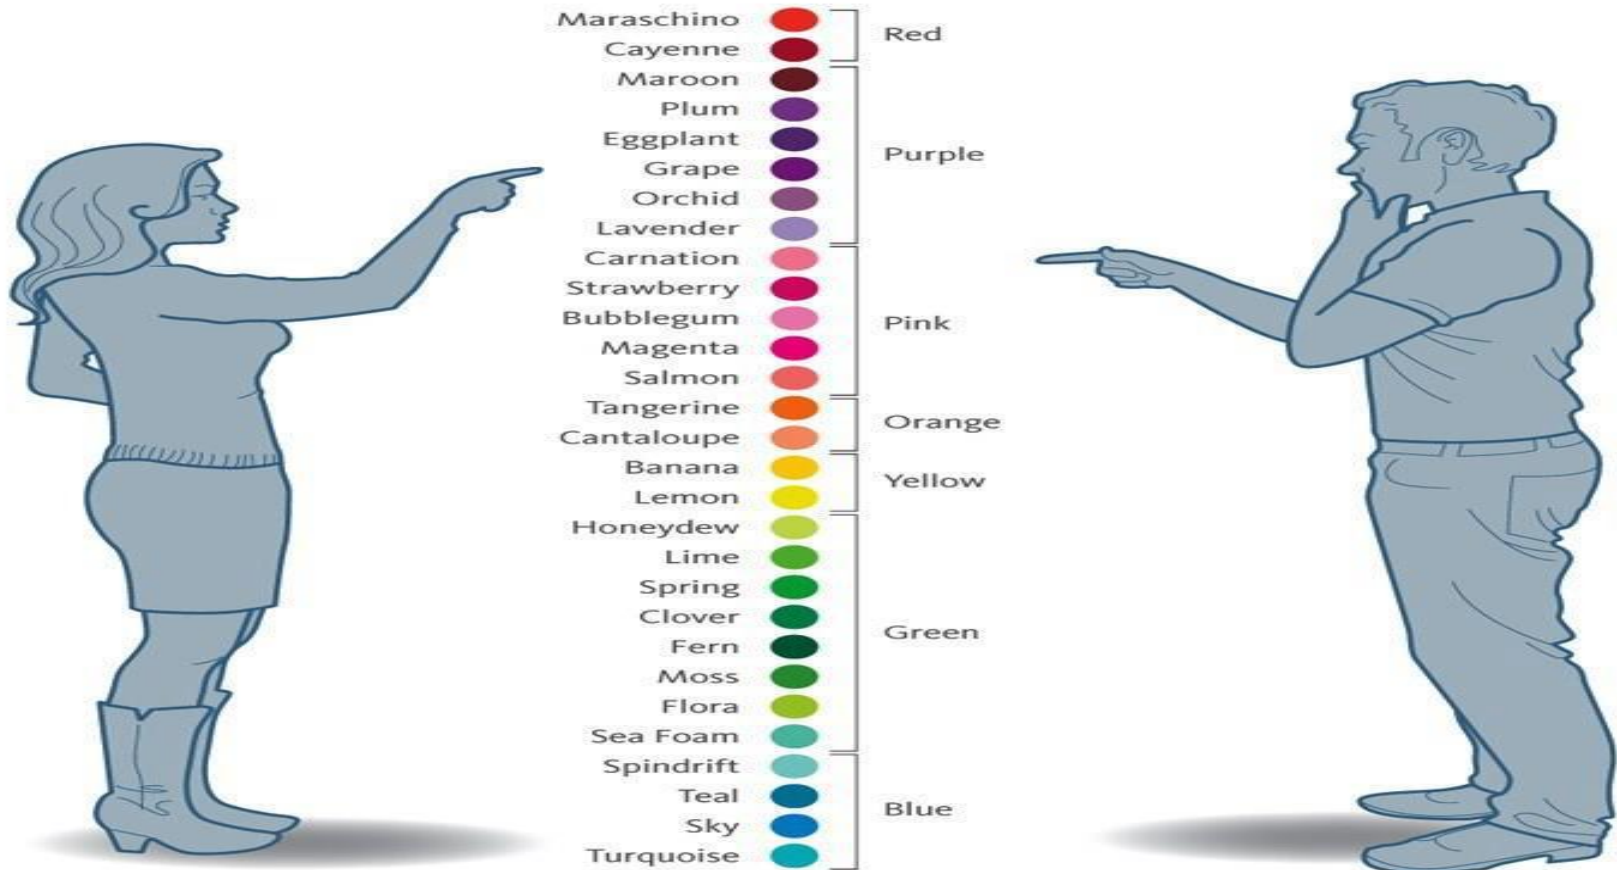 Maraschino
Cayenne
Red
Maroon
Plum
Eggplant
Grape
Orchid
Lavender
Purple
Carnation
Strawberry
Bubblegum
Magenta
Salmon
Pink
Tangerine
Cantaloupe
Orange
Banana
Lemon
Yellow
Honeydew
Lime
Spring
Clover
Fern
Moss
Flora
Sea Foam
Green
Spindrift
Teal
Sky
Turquoise
Blue